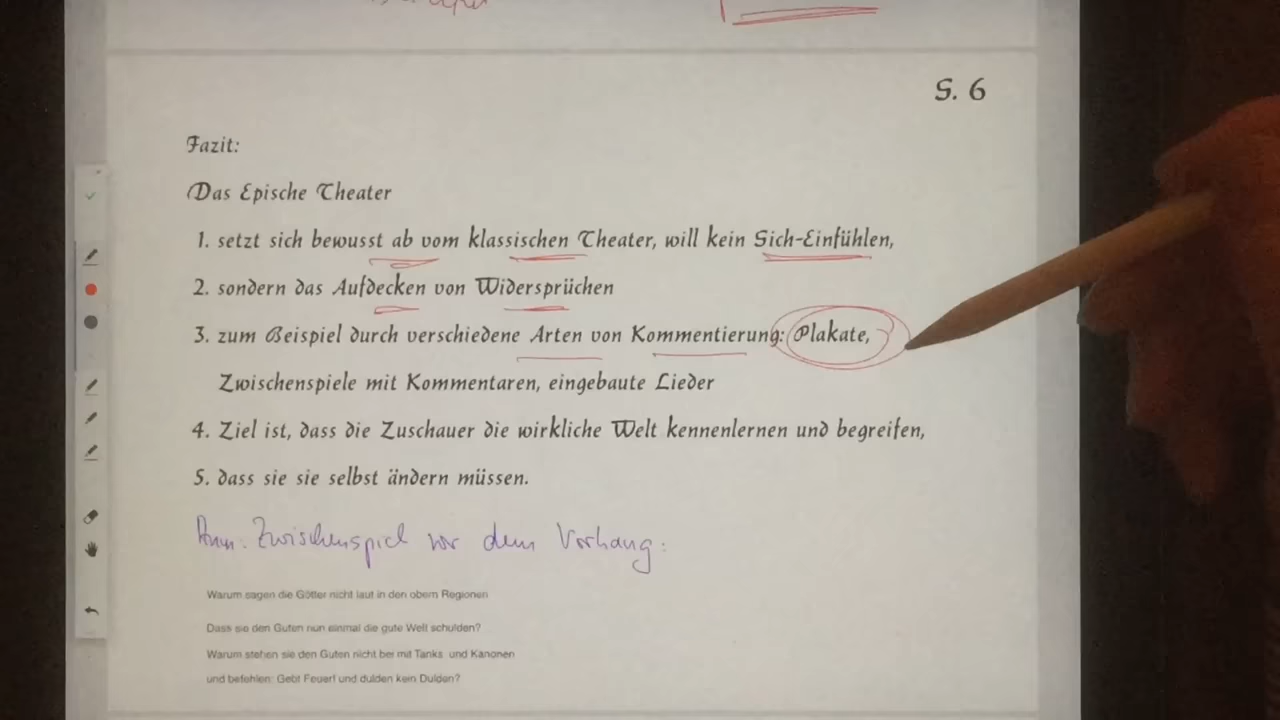 S. 6
Fazit:
Das Epische Theater
1. setzt sich bewusst ab vom klassischen Theater, will kein Sich-Einfühlen,
2. sondern das Aufdecken von Widersprüchen
3. zum Beispiel durch verschiedene Arten von Kommentierung: Plakate,
Zwischenspiele mit Kommentaren, eingebaute Lieder
4. Ziel ist, dass die Zuschauer die wirkliche Welt kennenlernen und begreifen,
5. dass sie sie selbst ändern müssen.
Anm: Zwischenspiel vor dem Vorhang:
Warum sagen die Götter nicht laut in den obern Regionen
Dass sie den Guten nun einmal die gute Welt schulden?
Warum stehen sie den Guten nicht bei mit Tanks und Kanonen
und befehlen: Gebt Feuer! und dulden kein Dulden?